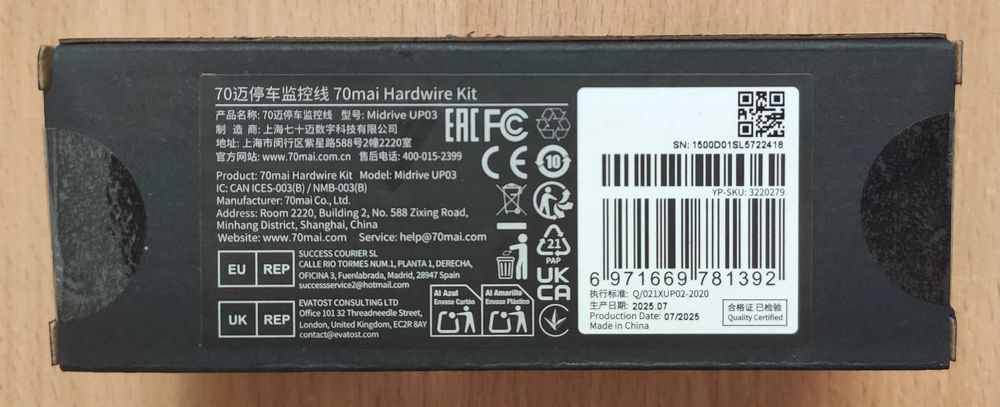 70迈停车监控线 70mai Hardwire Kit
产品名称: 70迈停车监控线 型号: Midrive UP03
制 造 商: 上海七十迈数字科技有限公司
地址: 上海市闵行区紫星路588号2幢2220室
官方网站: www.70mai.com.cn 售后电话: 400-015-2399
Product: 70mai Hardwire Kit Model: Midrive UP03
IC: CAN ICES-003(B) / NMB-003(B)
Manufacturer: 70mai Co., Ltd.
Address: Room 2220, Building 2, No. 588 Zixing Road,
Minhang District, Shanghai, China
Website: www.70mai.com Service: help@70mai.com
EU REP
SUCCESS COURIER SL
CALLE RIO TORMES NUM.1, PLANTA 1, DERECHA,
OFICINA 3, Fuenlabrada, Madrid, 28947 Spain
successservice2@hotmail.com
UK REP
EVATOST CONSULTING LTD
Office 101 32 Threadneedle Street,
London, United Kingdom, EC2R 8AY
contact@evatost.com
EAC FC
CE 10
21
PAP
UK
CA
Al Azul
Envase Cartón
Al Amarillo
Envase Plástico
SN: 1500D01SL5722418
YP-SKU: 3220279
6 971669 781392
执行标准: Q/021XUP02-2020
生产日期: 2025.07
Production Date: 07/2025
Made in China
合格证 已检验
Quality Certified